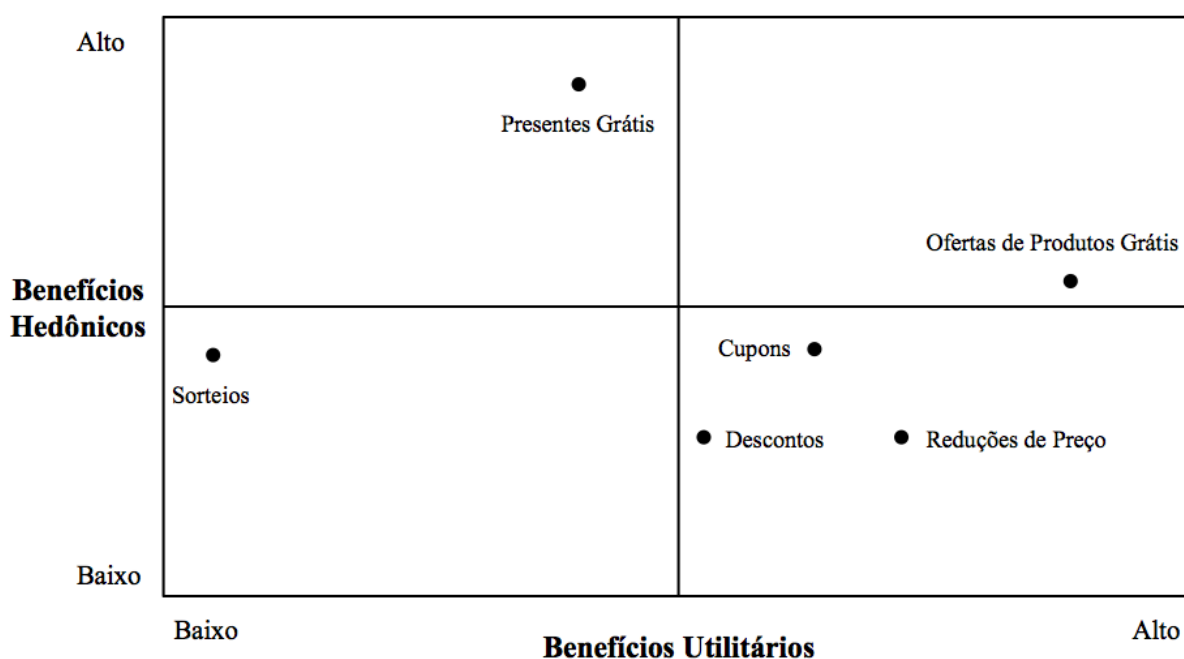 Alto
Presentes Grátis
Ofertas de Produtos Grátis
Benefícios
Hedônicos
Cupons
Sorteios
Descontos
Reduções de Preço
Baixo
Baixo
Benefícios Utilitários
Alto